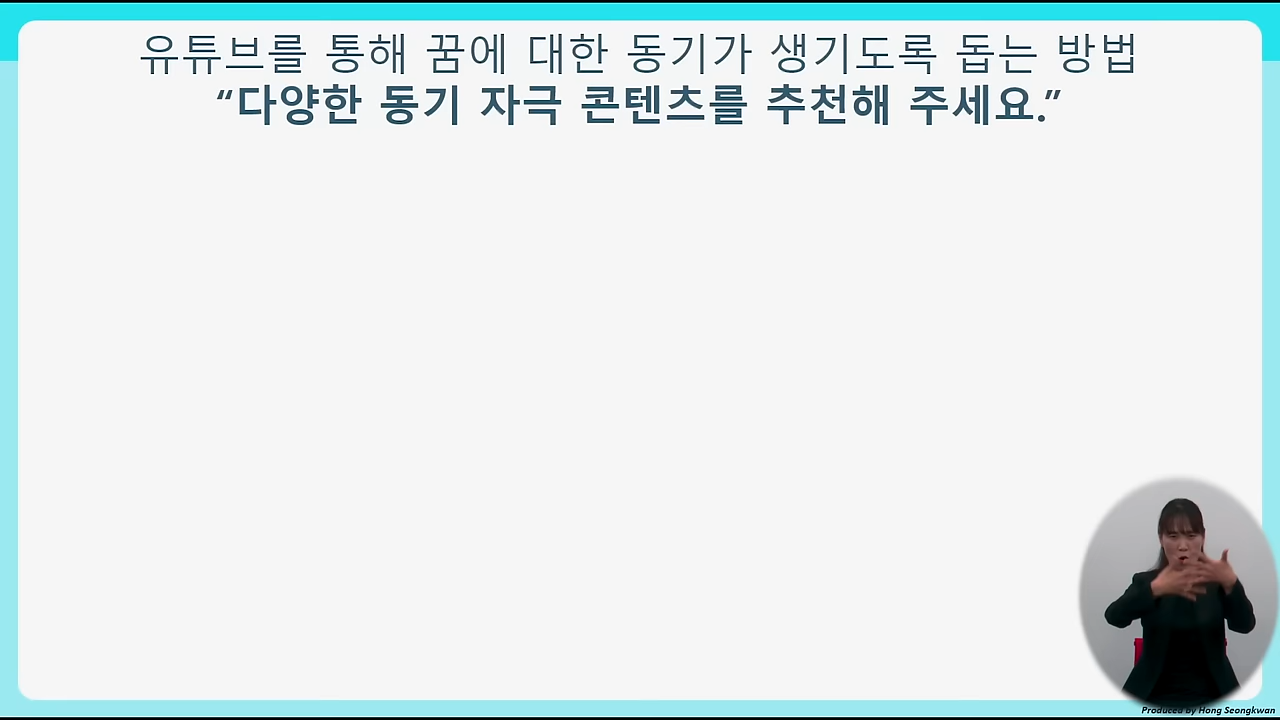 유튜브를 통해 꿈에 대한 동기가 생기도록 돕는 방법
“다양한 동기 자극 콘텐츠를 추천해 주세요.”
Produced by Hong Seongkwan